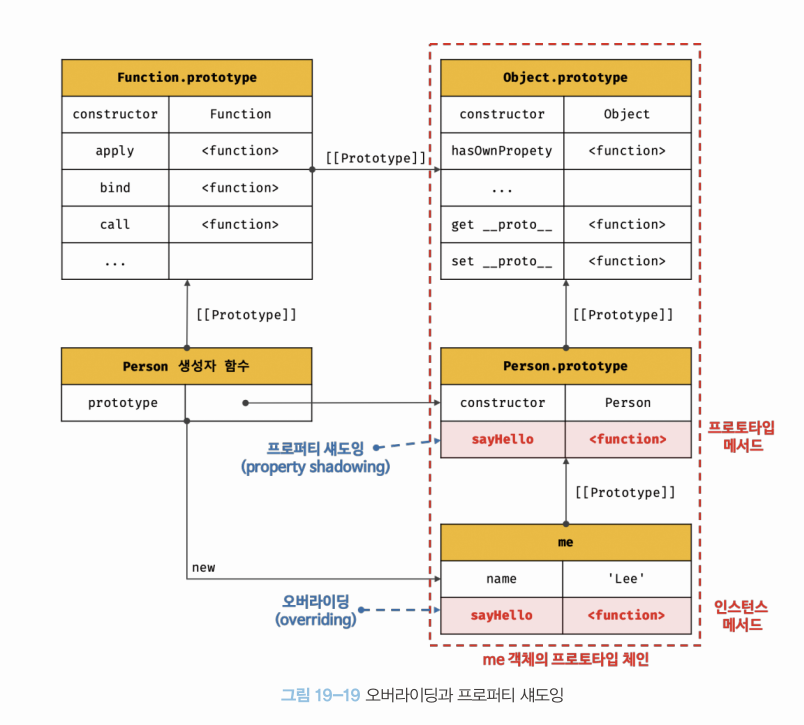 Function.prototype
constructor Function
apply <function>
bind <function>
call <function>
...
[[Prototype]]
Object.prototype
constructor Object
hasOwnPropety <function>
...
get __proto__ <function>
set __proto__ <function>
[[Prototype]]
[[Prototype]]
Person 생성자 함수
prototype
Person.prototype
constructor Person
sayHello <function>
프로토타입
메서드
프로퍼티 섀도잉
(property shadowing)
[[Prototype]]
new
me
name 'Lee'
sayHello <function>
오버라이딩
(overriding)
인스턴스
메서드
me 객체의 프로토타입 체인
그림 19-19 오버라이딩과 프로퍼티 섀도잉